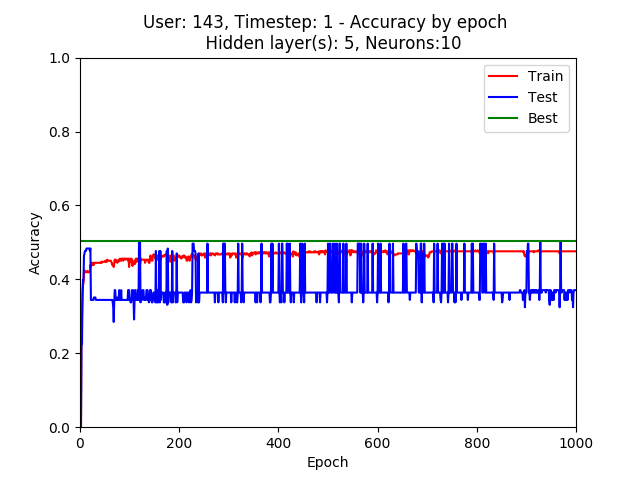 User: 143, Timestep: 1 - Accuracy by epoch
Hidden layer(s): 5, Neurons:10
1.0
0.8
0.6
0.4
0.2
0.0
Accuracy
Train
Test
Best
0 200 400 600 800 1000
Epoch